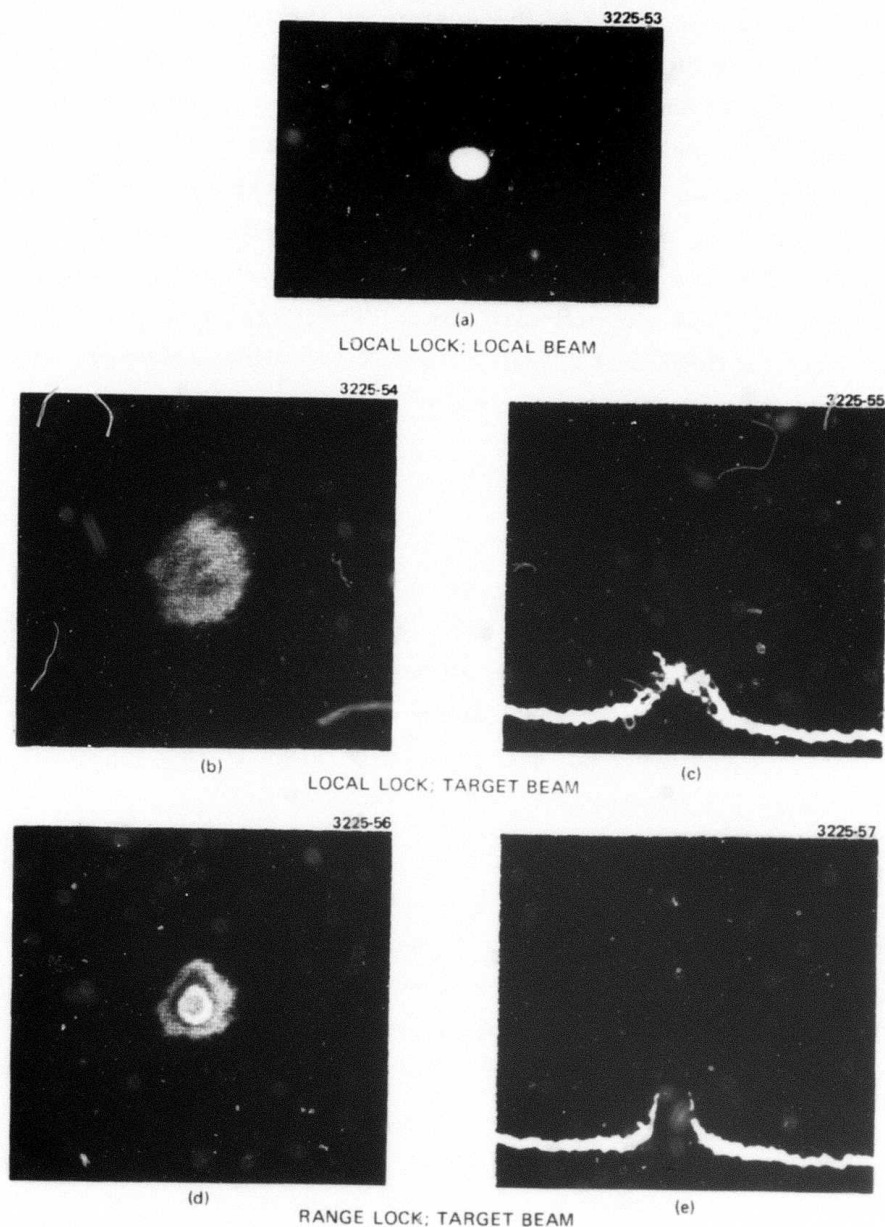 3225-53
(a)
LOCAL LOCK; LOCAL BEAM
3225-54
3225-55
(b)
(c)
LOCAL LOCK; TARGET BEAM
3225-56
3225-57
(d)
(e)
RANGE LOCK; TARGET BEAM